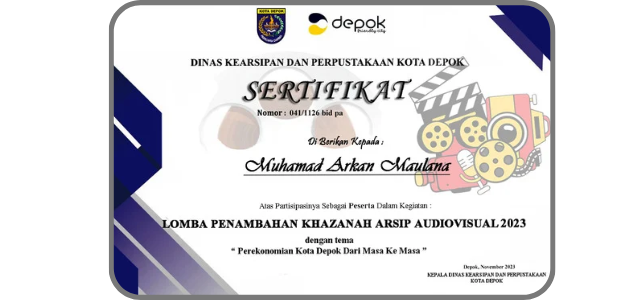 KOTA DEPOK
depok
friendly city
DINAS KEARSIPAN DAN PERPUSTAKAAN KOTA DEPOK
SERTIFIKAT
Nomor : 041/1126 bid pa
Di Berikan Kepada :
Muhamad Arkan Maulana
Atas Partisipasinya Sebagai Peserta Dalam Kegiatan :
LOMBA PENAMBAHAN KHAZANAH ARSIP AUDIOVISUAL 2023
dengan tema
“ Perekonomian Kota Depok Dari Masa Ke Masa ”
Depok, November 2023
KEPALA DINAS KEARSIPAN DAN PERPUSTAKAAN
KOTA DEPOK